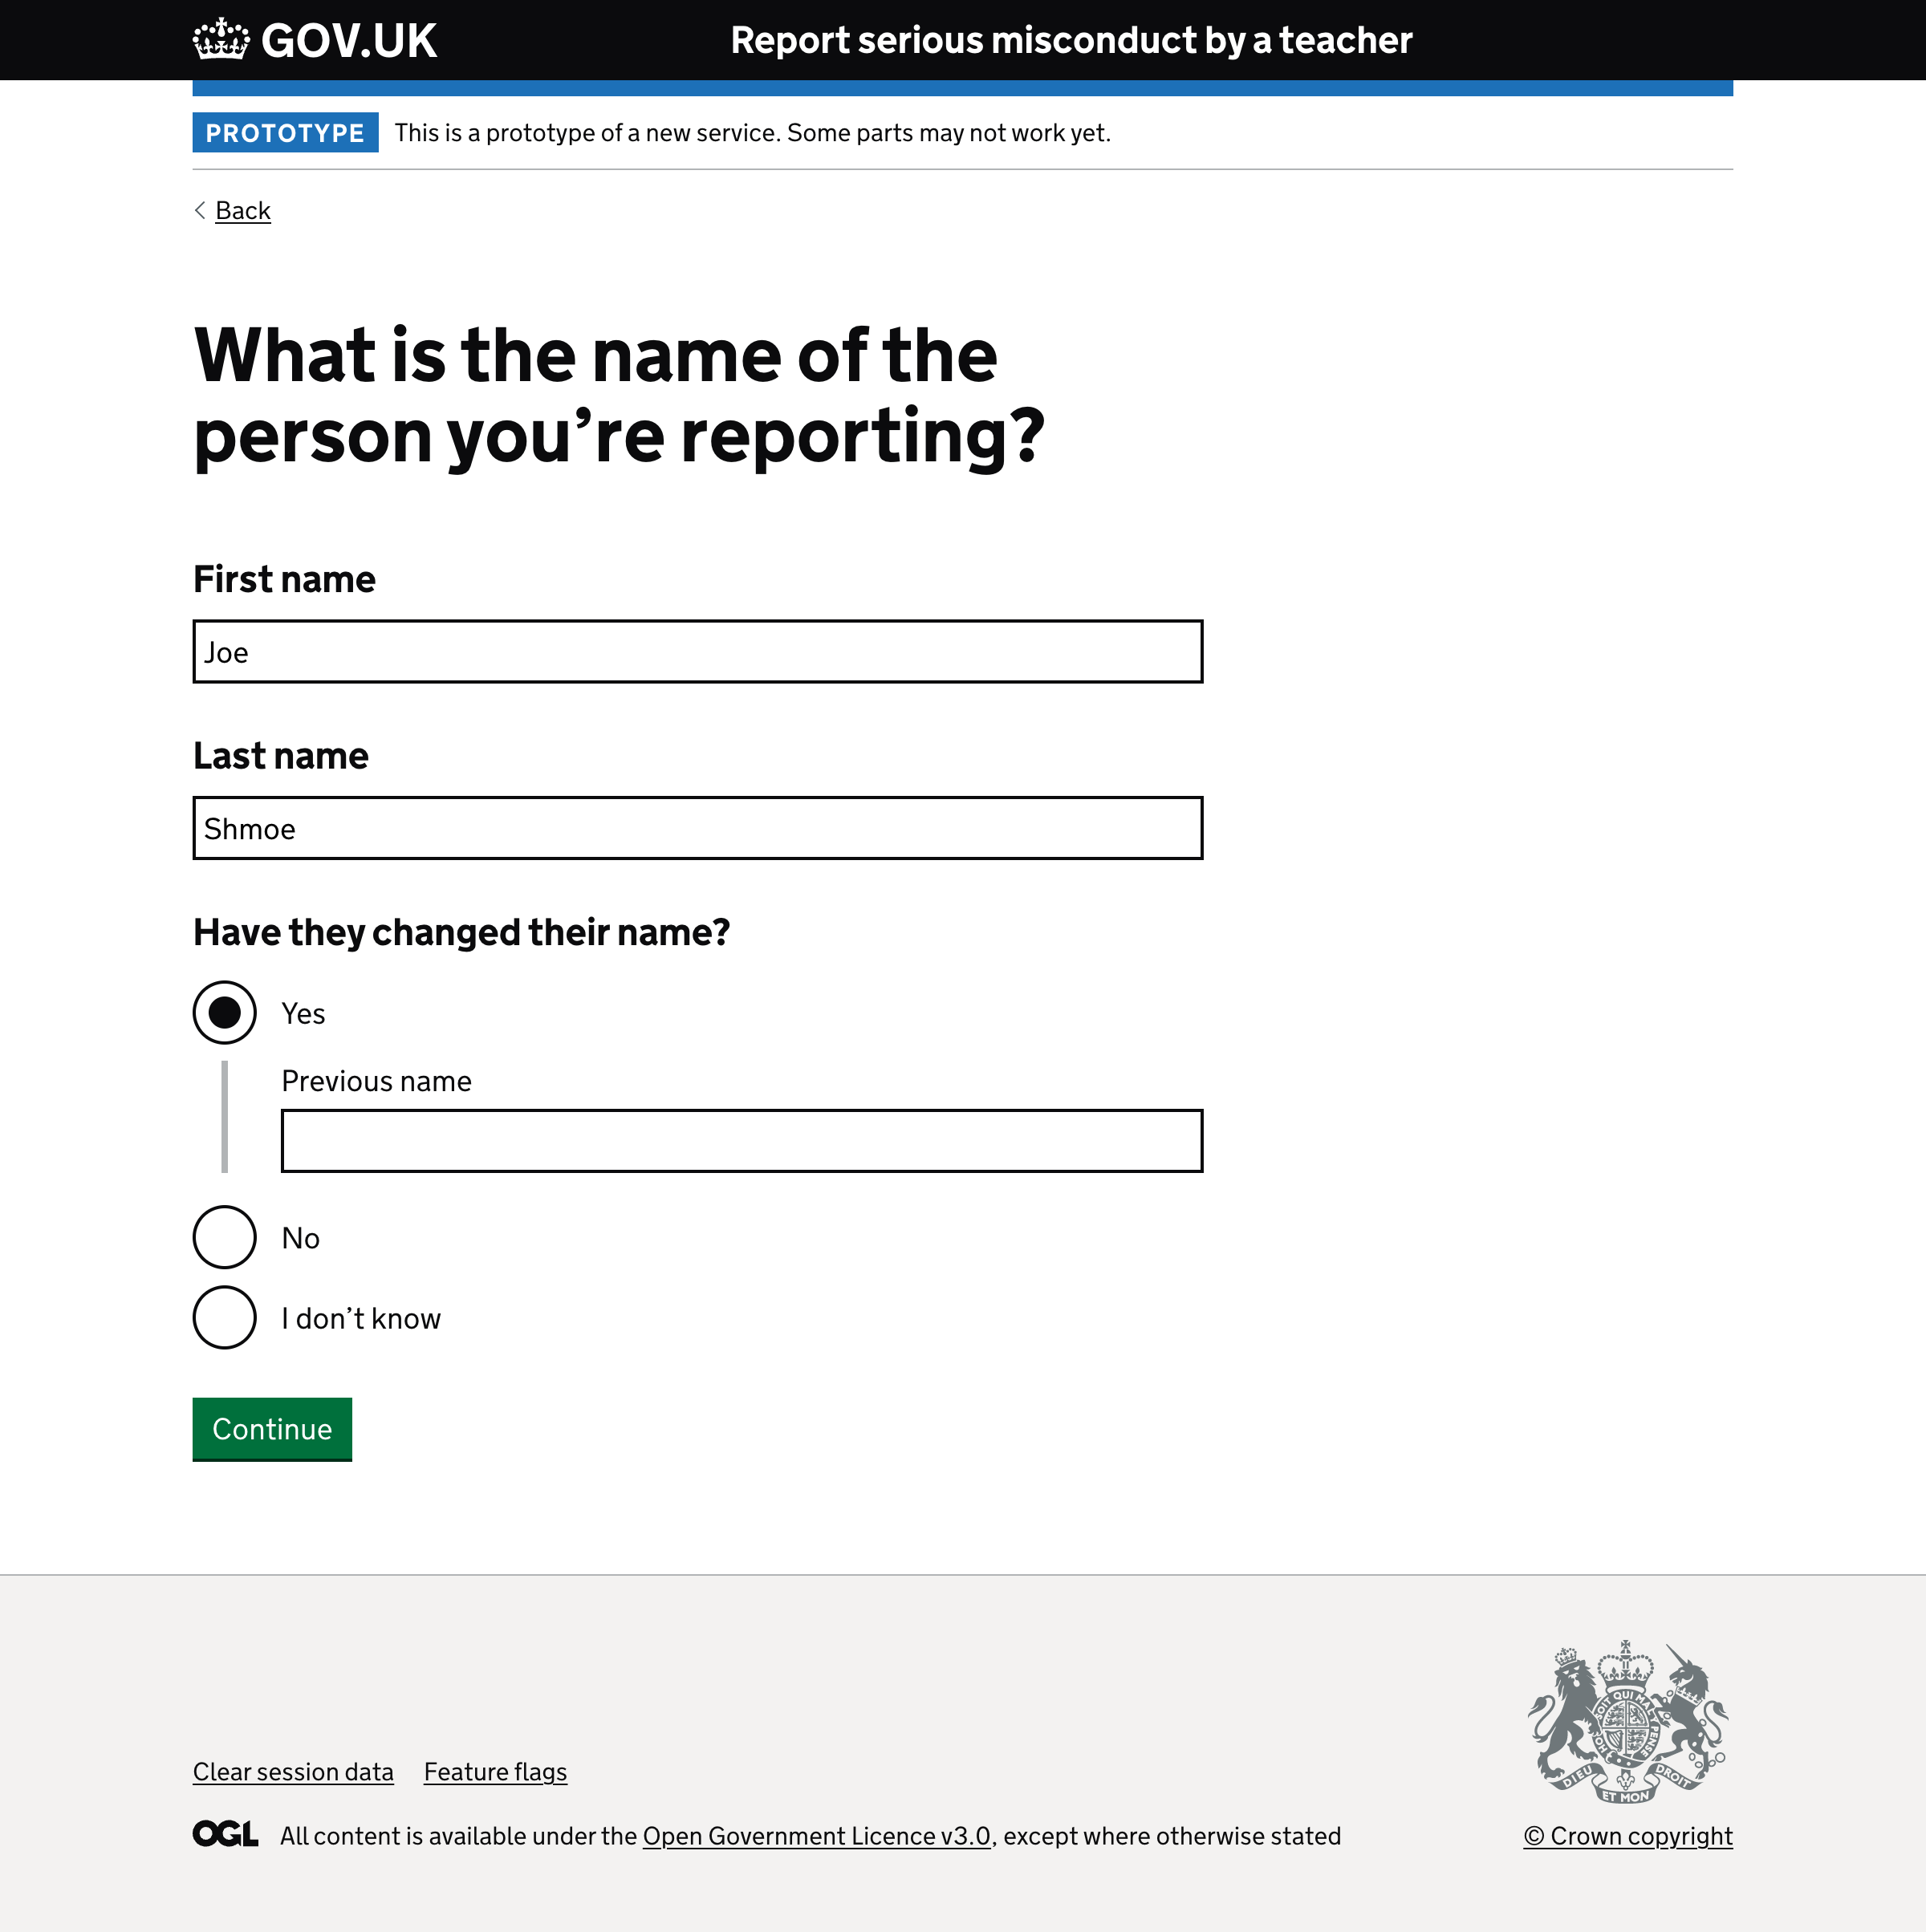 GOV.UK
Report serious misconduct by a teacher
PROTOTYPE
This is a prototype of a new service. Some parts may not work yet.
Back
What is the name of the
person you’re reporting?
First name
Joe
Last name
Shmoe
Have they changed their name?
Yes
Previous name
No
I don’t know
Continue
Clear session data
Feature flags
DIEU ET MON DROIT
OGL
All content is available under the Open Government Licence v3.0, except where otherwise stated
© Crown copyright